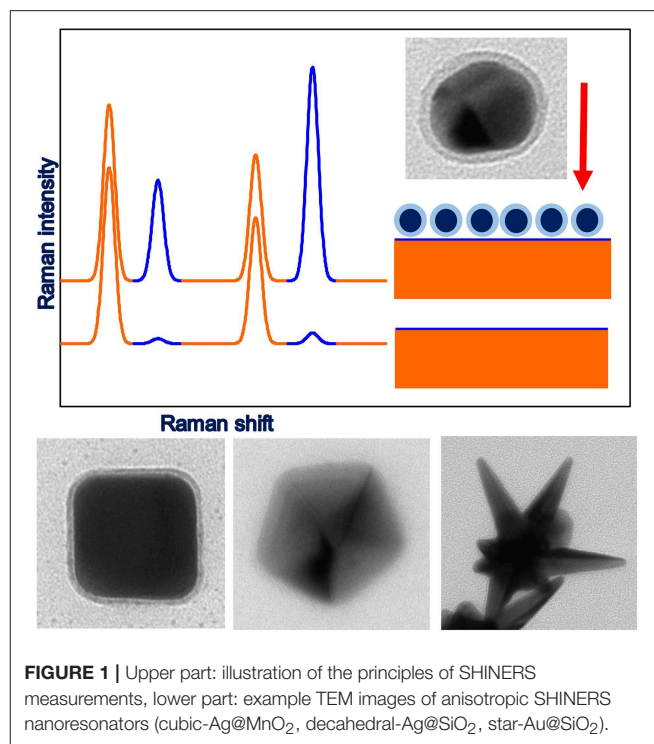 Raman intensity
Raman shift
FIGURE 1 | Upper part: illustration of the principles of SHINERS
measurements, lower part: example TEM images of anisotropic SHINERS
nanoresonators (cubic-Ag@MnO₂, decahedral-Ag@SiO₂, star-Au@SiO₂).